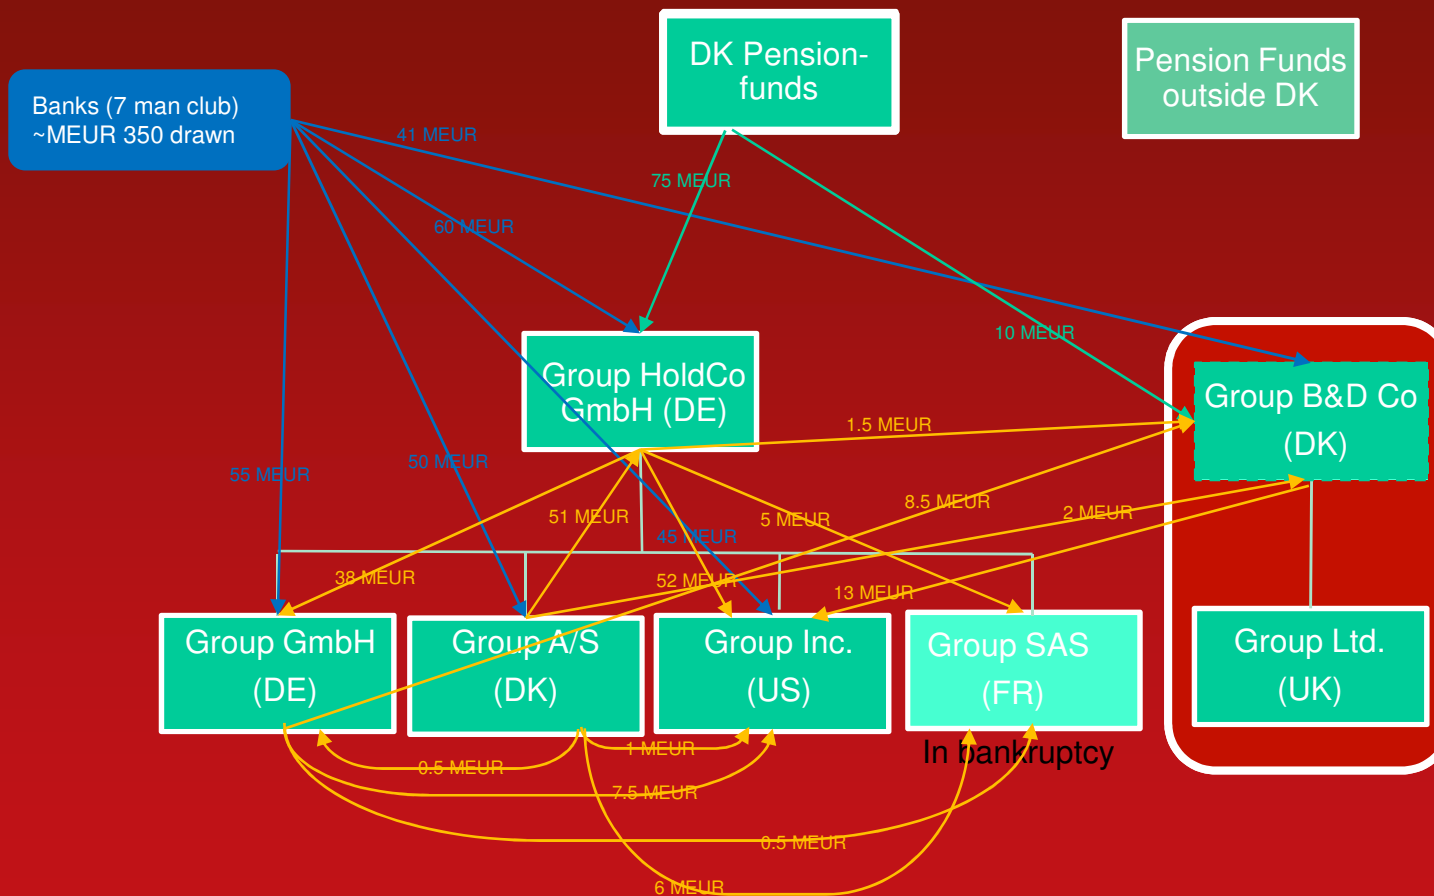 DK Pension-
funds
Pension Funds
outside DK
Banks (7 man club)
~MEUR 350 drawn
41 MEUR
75 MEUR
60 MEUR
10 MEUR
Group HoldCo
GmbH (DE)
Group B&D Co
(DK)
1.5 MEUR
55 MEUR
50 MEUR
51 MEUR
45 MEUR
5 MEUR
8.5 MEUR
2 MEUR
38 MEUR
52 MEUR
13 MEUR
Group GmbH
(DE)
Group A/S
(DK)
Group Inc.
(US)
Group SAS
(FR)
Group Ltd.
(UK)
In bankruptcy
1 MEUR
0.5 MEUR
7.5 MEUR
0.5 MEUR
6 MEUR